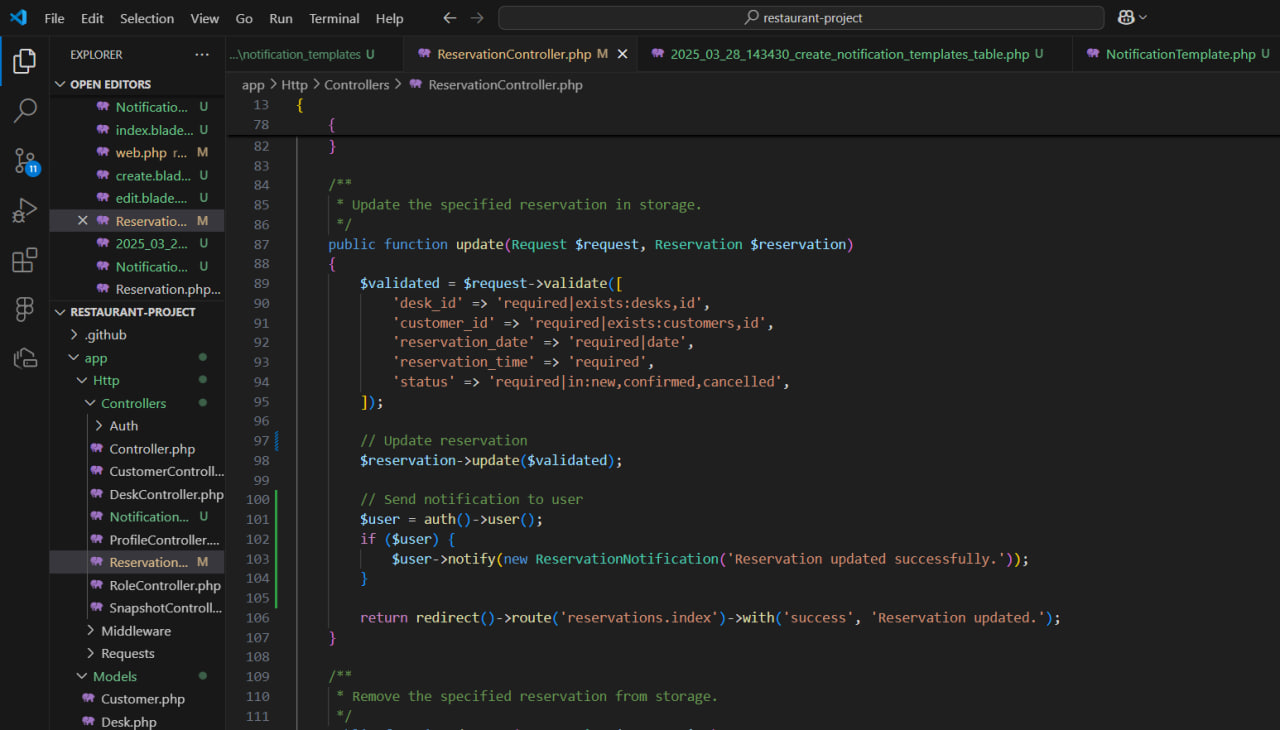 File Edit Selection View Go Run Terminal Help
restaurant-project
EXPLORER
...\notification_templates U
ReservationController.php M
2025_03_28_143430_create_notification_templates_table.php U
NotificationTemplate.php U
app > Http > Controllers > ReservationController.php
OPEN EDITORS
Notificatio... U
index.blade... U
web.php r... M
create.blad... U
edit.blade.... U
Reservatio... M
2025_03_2... U
Notificatio... U
Reservation.php...
RESTAURANT-PROJECT
.github
app
Http
Controllers
Auth
Controller.php
CustomerControll...
DeskController.php
Notification... U
ProfileController....
Reservation... M
RoleController.php
SnapshotControll...
Middleware
Requests
Models
Customer.php
Desk.php
11
13 {
78 {
82 }
83
84 /**
85 * Update the specified reservation in storage.
86 */
87 public function update(Request $request, Reservation $reservation)
88 {
89 $validated = $request->validate([
90 'desk_id' => 'required|exists:desks,id',
91 'customer_id' => 'required|exists:customers,id',
92 'reservation_date' => 'required|date',
93 'reservation_time' => 'required',
94 'status' => 'required|in:new,confirmed,cancelled',
95 ]);
96
97 // Update reservation
98 $reservation->update($validated);
99
100 // Send notification to user
101 $user = auth()->user();
102 if ($user) {
103 $user->notify(new ReservationNotification('Reservation updated successfully.'));
104 }
105
106 return redirect()->route('reservations.index')->with('success', 'Reservation updated.');
107 }
108
109 /**
110 * Remove the specified reservation from storage.
111 */